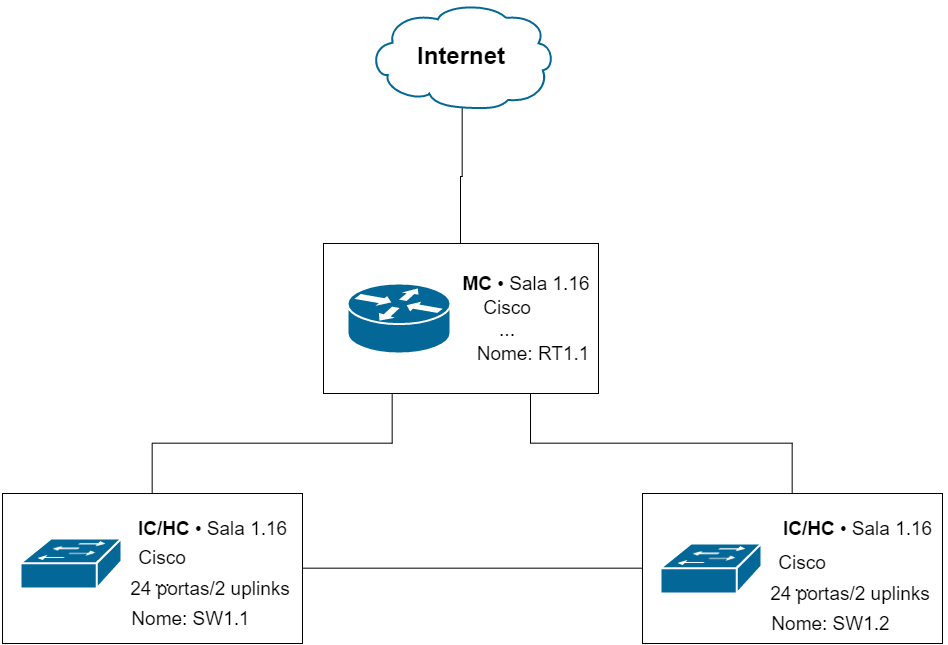 Internet
MC • Sala 1.16
Cisco
...
Nome: RT1.1
IC/HC • Sala 1.16
Cisco
24 portas/2 uplinks
Nome: SW1.1
IC/HC • Sala 1.16
Cisco
24 portas/2 uplinks
Nome: SW1.2